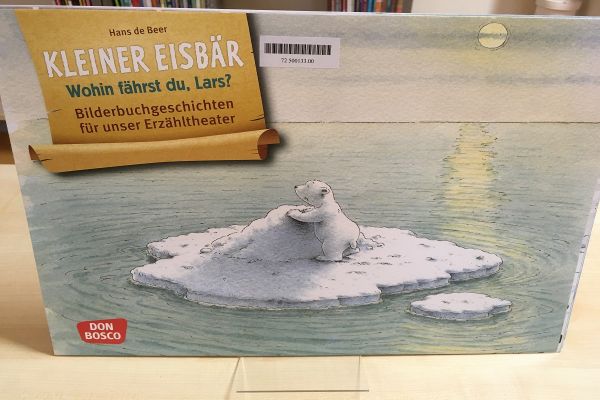 Hans de Beer
KLEINER EISBÄR
Wohin fährst du, Lars?
Bilderbuchgeschichten
für unser Erzähltheater
72 500133.00
DON
BOSCO